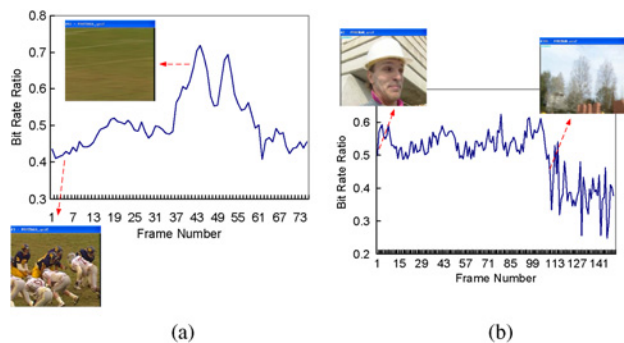 0.8
0.7
0.6
0.5
0.4
0.3
Bit Rate Ratio
1 7 13 19 25 31 37 43 49 55 61 67 73
Frame Number
(a)
0.6
0.5
0.4
0.3
0.2
Bit Rate Ratio
1 15 29 43 57 71 85 99 113 127 141
Frame Number
(b)